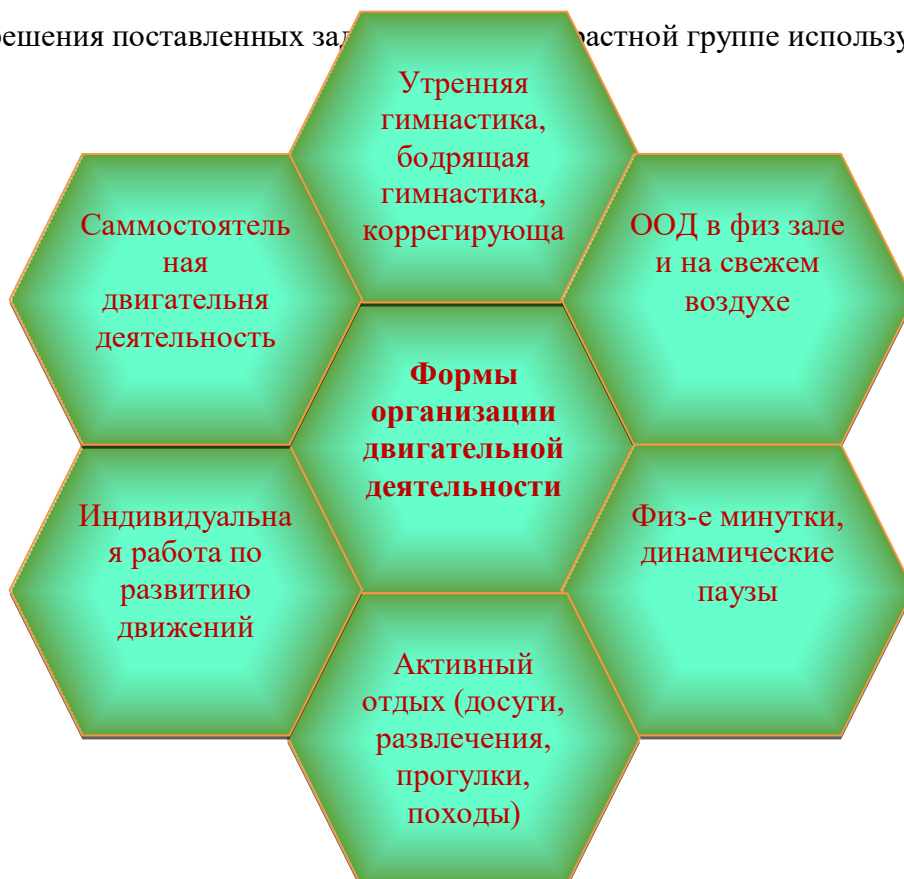 решения поставленных зад растной группе использу
Утренняя
гимнастика,
бодрящая
гимнастика,
коррегирующа
Саммостоятель
ная
двигательня
деятельность
ООД в физ зале
и на свежем
воздухе
Формы
организации
двигательной
деятельности
Индивидуальна
я работа по
развитию
движений
Физ-е минутки,
динамические
паузы
Активный
отдых (досуги,
развлечения,
прогулки,
походы)